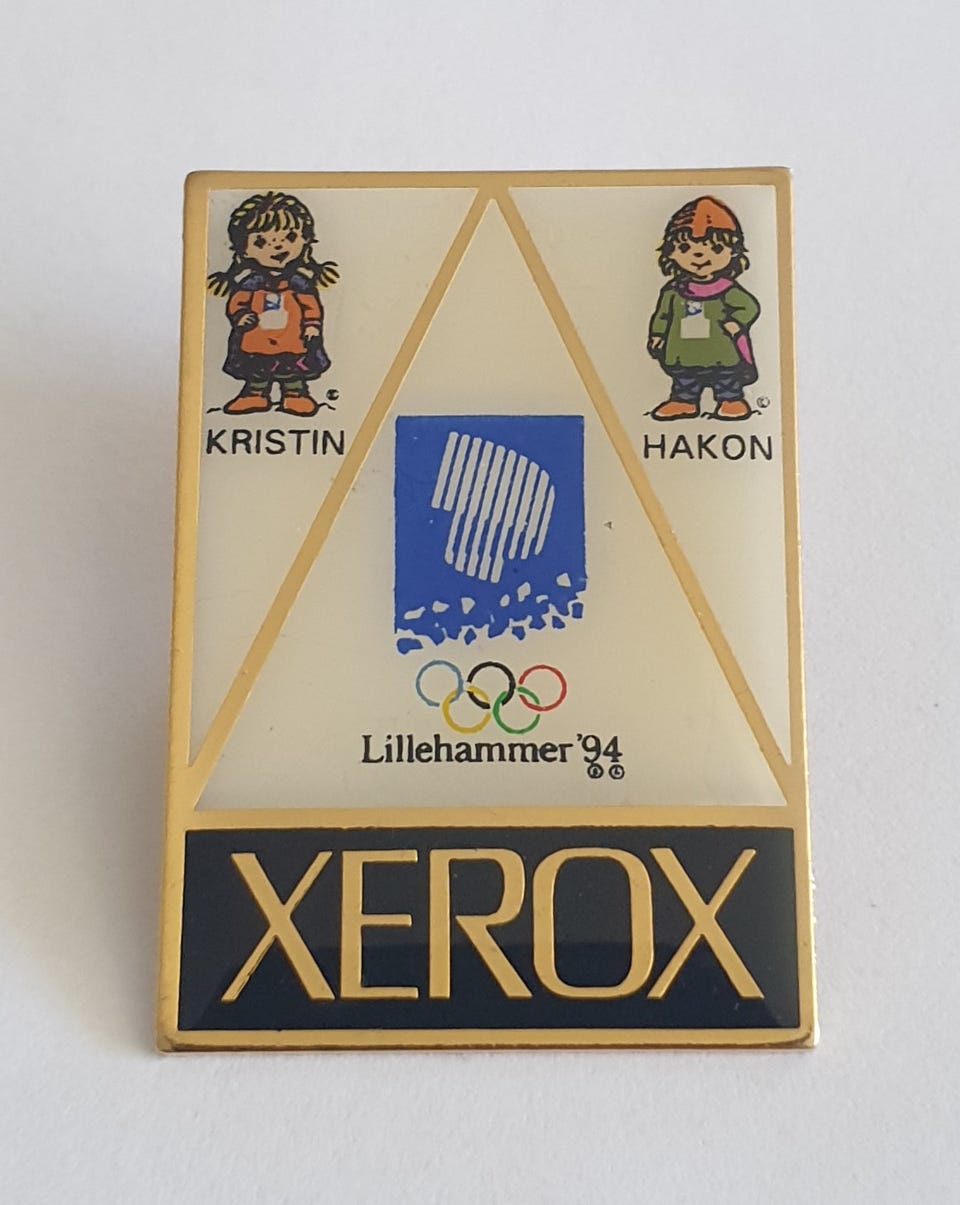 KRISTIN
HAKON
Lillehammer '94
XEROX